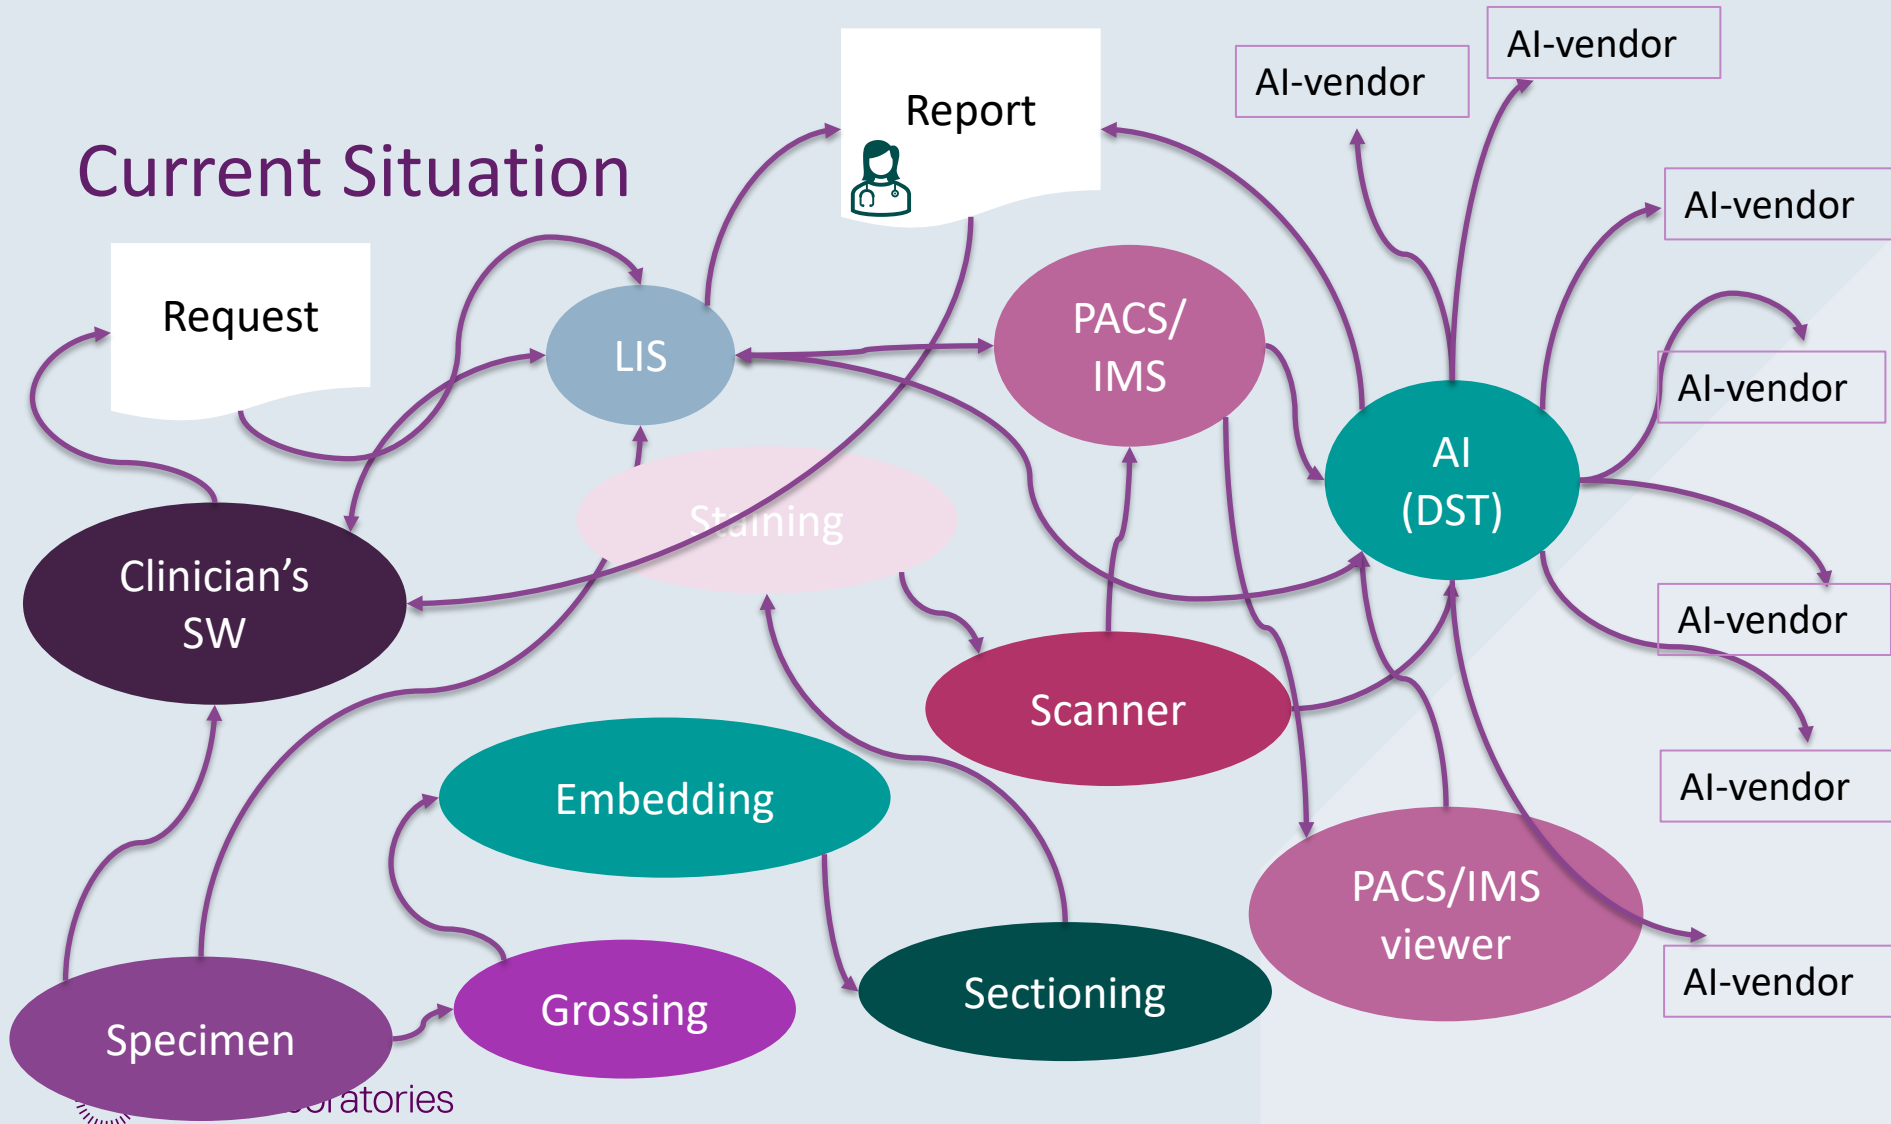 Current Situation
Report
AI-vendor
AI-vendor
AI-vendor
Request
LIS
PACS/
IMS
AI-vendor
AI
(DST)
Staining
Clinician’s
SW
AI-vendor
Scanner
Embedding
AI-vendor
PACS/IMS
viewer
AI-vendor
Sectioning
Grossing
Specimen
oratories